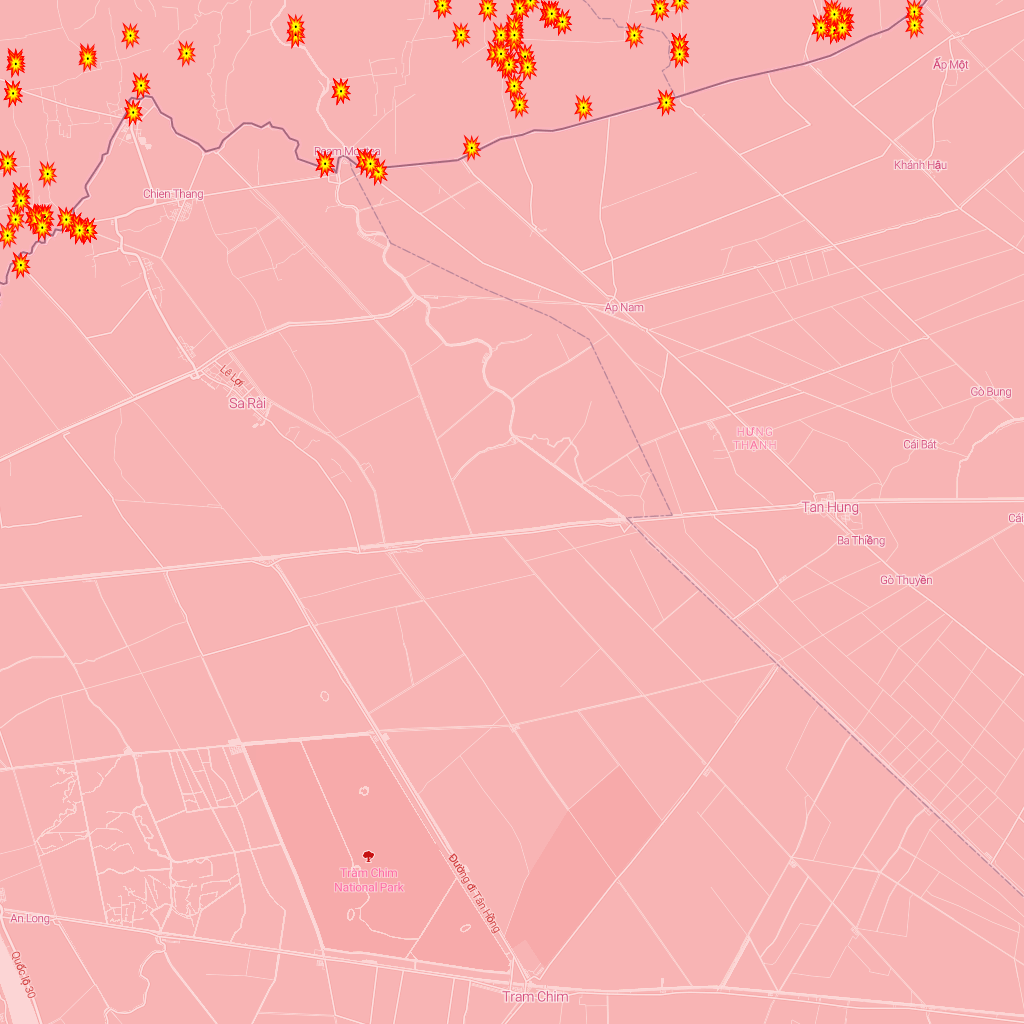 Ấp Một
Khánh Hậu
Chien Thang
Ấp Nam
Lê Lợi
Sa Rài
Gò Bung
HƯNG
THẠNH
Cái Bát
Tan Hung
Cái
Bá Thiềng
Gò Thuyền
Tràm Chim
National Park
Đường đi Tân Hồng
An Long
Quốc lộ 30
Tram Chim